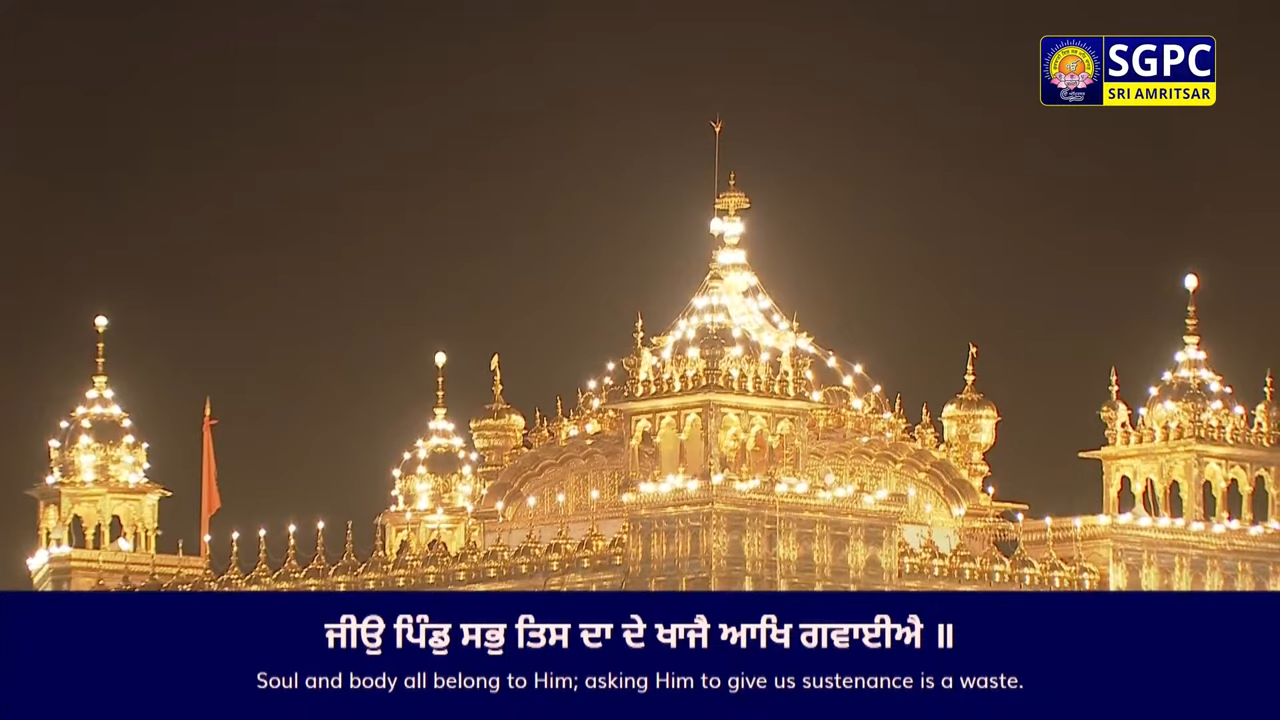 SGPC
SRI AMRITSAR
ਜੀਉ ਪਿੰਡੁ ਸਭੁ ਤਿਸ ਦਾ ਦੇ ਖਾਜੈ ਆਖਿ ਗਵਾਈਐ ॥
Soul and body all belong to Him; asking Him to give us sustenance is a waste.